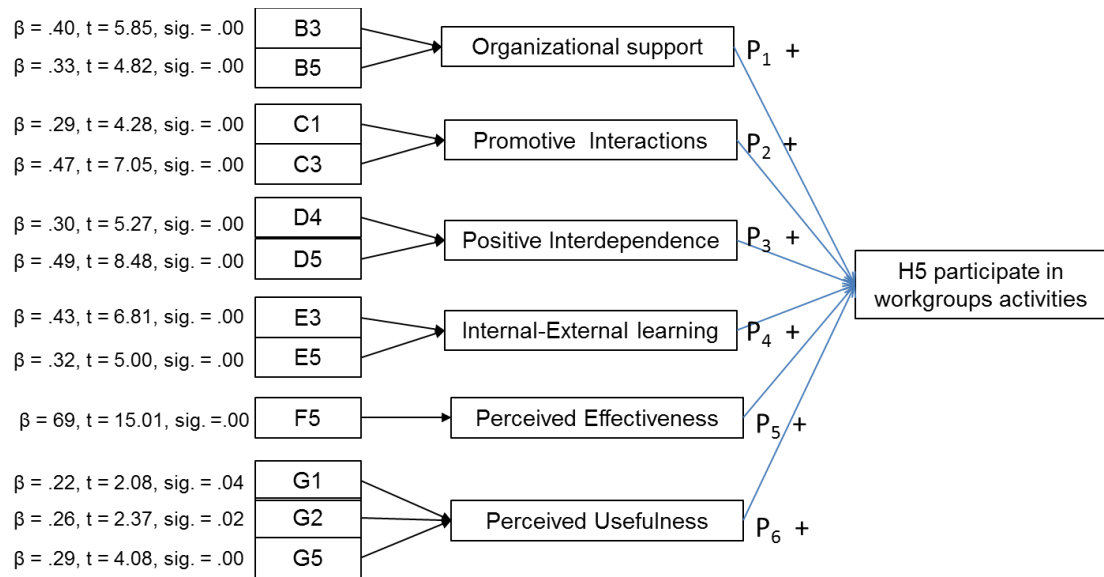 β = .40, t = 5.85, sig. = .00
B3
β = .33, t = 4.82, sig. = .00
B5
Organizational support
P1 +
β = .29, t = 4.28, sig. = .00
C1
β = .47, t = 7.05, sig. = .00
C3
Promotive Interactions
P2 +
β = .30, t = 5.27, sig. = .00
D4
β = .49, t = 8.48, sig. = .00
D5
Positive Interdependence
P3 +
β = .43, t = 6.81, sig. = .00
E3
β = .32, t = 5.00, sig. = .00
E5
Internal-External learning
P4 +
β = 69, t = 15.01, sig. =.00
F5
Perceived Effectiveness
P5 +
β = .22, t = 2.08, sig. = .04
G1
β = .26, t = 2.37, sig. = .02
G2
β = .29, t = 4.08, sig. = .00
G5
Perceived Usefulness
P6 +
H5 participate in
workgroups activities